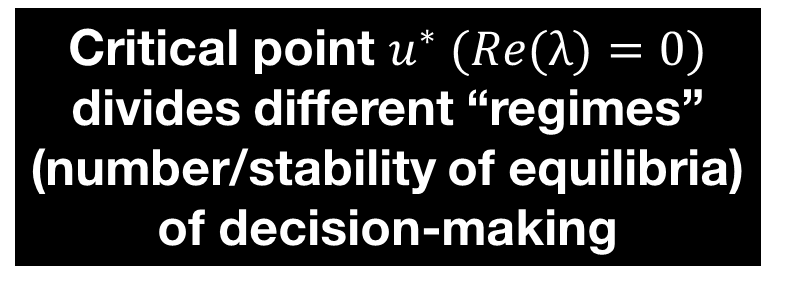 Critical point 𝑢* (𝑅𝑒(λ) = 0)
divides different “regimes”
(number/stability of equilibria)
of decision-making